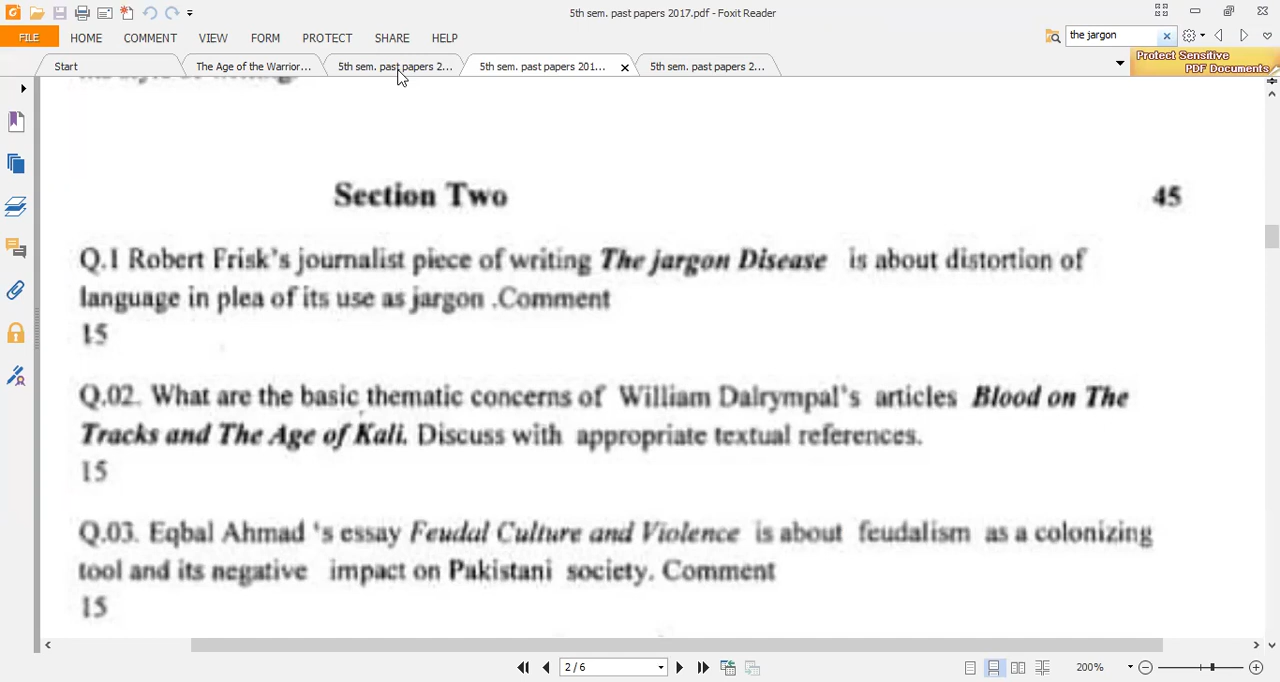 5th sem. past papers 2017.pdf - Foxit Reader
FILE HOME COMMENT VIEW FORM PROTECT SHARE HELP
the jargon
Start The Age of the Warrior... 5th sem. past papers 2... 5th sem. past papers 201... 5th sem. past papers 2...
Protect Sensitive
PDF Documents
Section Two 45
Q.1 Robert Frisk's journalist piece of writing The jargon Disease is about distortion of
language in plea of its use as jargon .Comment
15
Q.02. What are the basic thematic concerns of William Dalrympal's articles Blood on The
Tracks and The Age of Kali. Discuss with appropriate textual references.
15
Q.03. Eqbal Ahmad 's essay Feudal Culture and Violence is about feudalism as a colonizing
tool and its negative impact on Pakistani society. Comment
15
2 / 6
200%